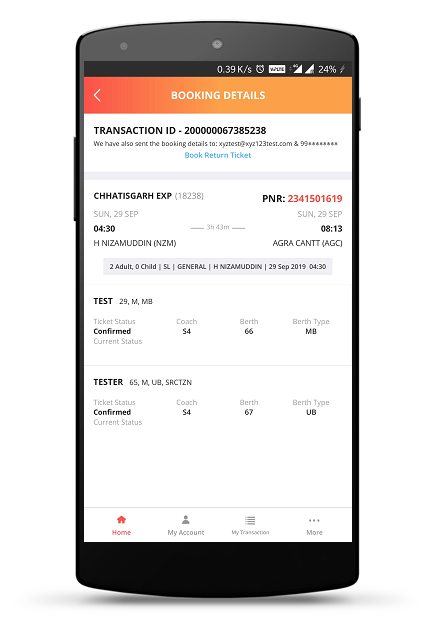 0.39 K/s VoLTE 4G 24%
BOOKING DETAILS
TRANSACTION ID - 200000067385238
We have also sent the booking details to: xyztest@xyz123test.com & 99********
Book Return Ticket
CHHATISGARH EXP (18238) PNR: 2341501619
SUN, 29 SEP SUN, 29 SEP
04:30 3h 43m 08:13
H NIZAMUDDIN (NZM) AGRA CANTT (AGC)
2 Adult, 0 Child | SL | GENERAL | H NIZAMUDDIN | 29 Sep 2019 04:30
TEST 29, M, MB
Ticket Status Coach Berth Berth Type
Confirmed S4 66 MB
Current Status
TESTER 65, M, UB, SRCTZN
Ticket Status Coach Berth Berth Type
Confirmed S4 67 UB
Current Status
Home My Account My Transaction More